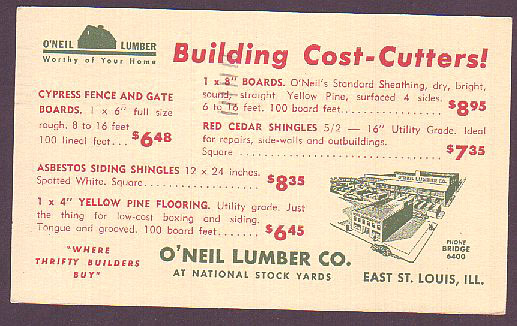 O'NEIL LUMBER
Worthy of Your Home
Building Cost-Cutters!
CYPRESS FENCE AND GATE
BOARDS. 1 x 6" full size
rough. 8 to 16 feet
100 lineal feet... $6.48
1 x 8" BOARDS. O'Neil's Standard Sheathing, dry, bright,
sound, straight Yellow Pine, surfaced 4 sides.
6 to 16 feet. 100 board feet.................... $8.95
RED CEDAR SHINGLES 5/2 — 16" Utility Grade. Ideal
for repairs, side-walls and outbuildings.
Square ........................................ $7.35
ASBESTOS SIDING SHINGLES 12 x 24 inches.
Spotted White. Square................... $8.35
1 x 4" YELLOW PINE FLOORING. Utility grade. Just
the thing for low-cost boxing and siding.
Tongue and grooved. 100 board feet....... $6.45
O'NEIL LUMBER CO.
PHONE
BRIDGE
6400
"WHERE
THRIFTY BUILDERS
BUY"
O'NEIL LUMBER CO.
AT NATIONAL STOCK YARDS
EAST ST. LOUIS, ILL.